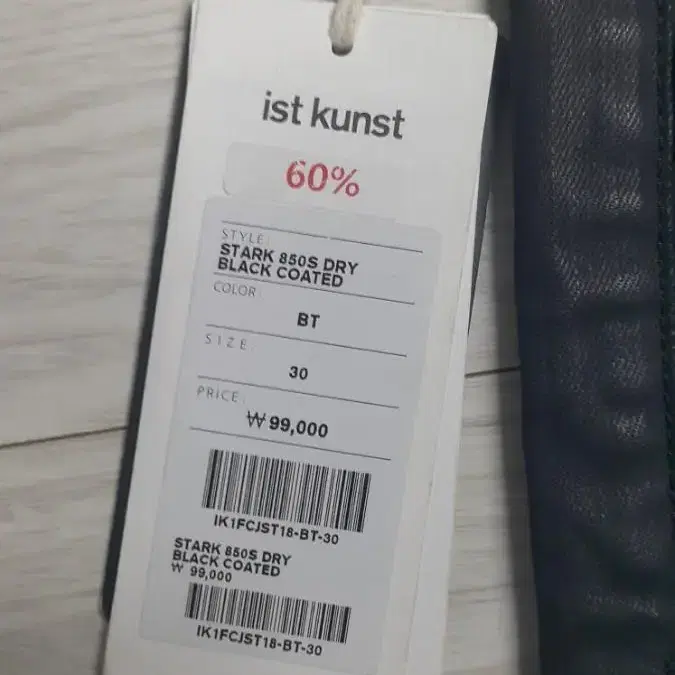 ist kunst
60%
STYLE:
STARK 850S DRY
BLACK COATED
COLOR:
BT
SIZE:
30
PRICE:
₩99,000
IK1FCJST18-BT-30
STARK 850S DRY
BLACK COATED
₩ 99,000
IK1FCJST18-BT-30